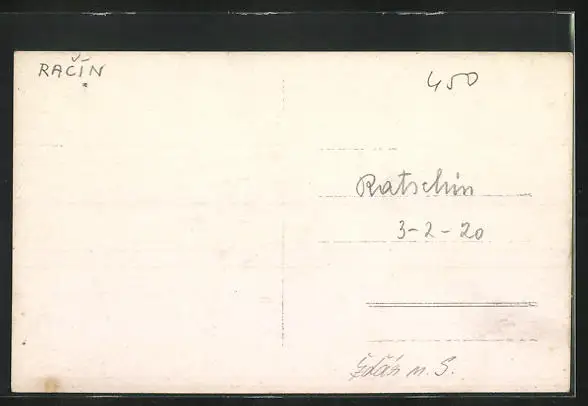 RAČÍN
450
Ratschin
3-2-20
Žďár n. S.